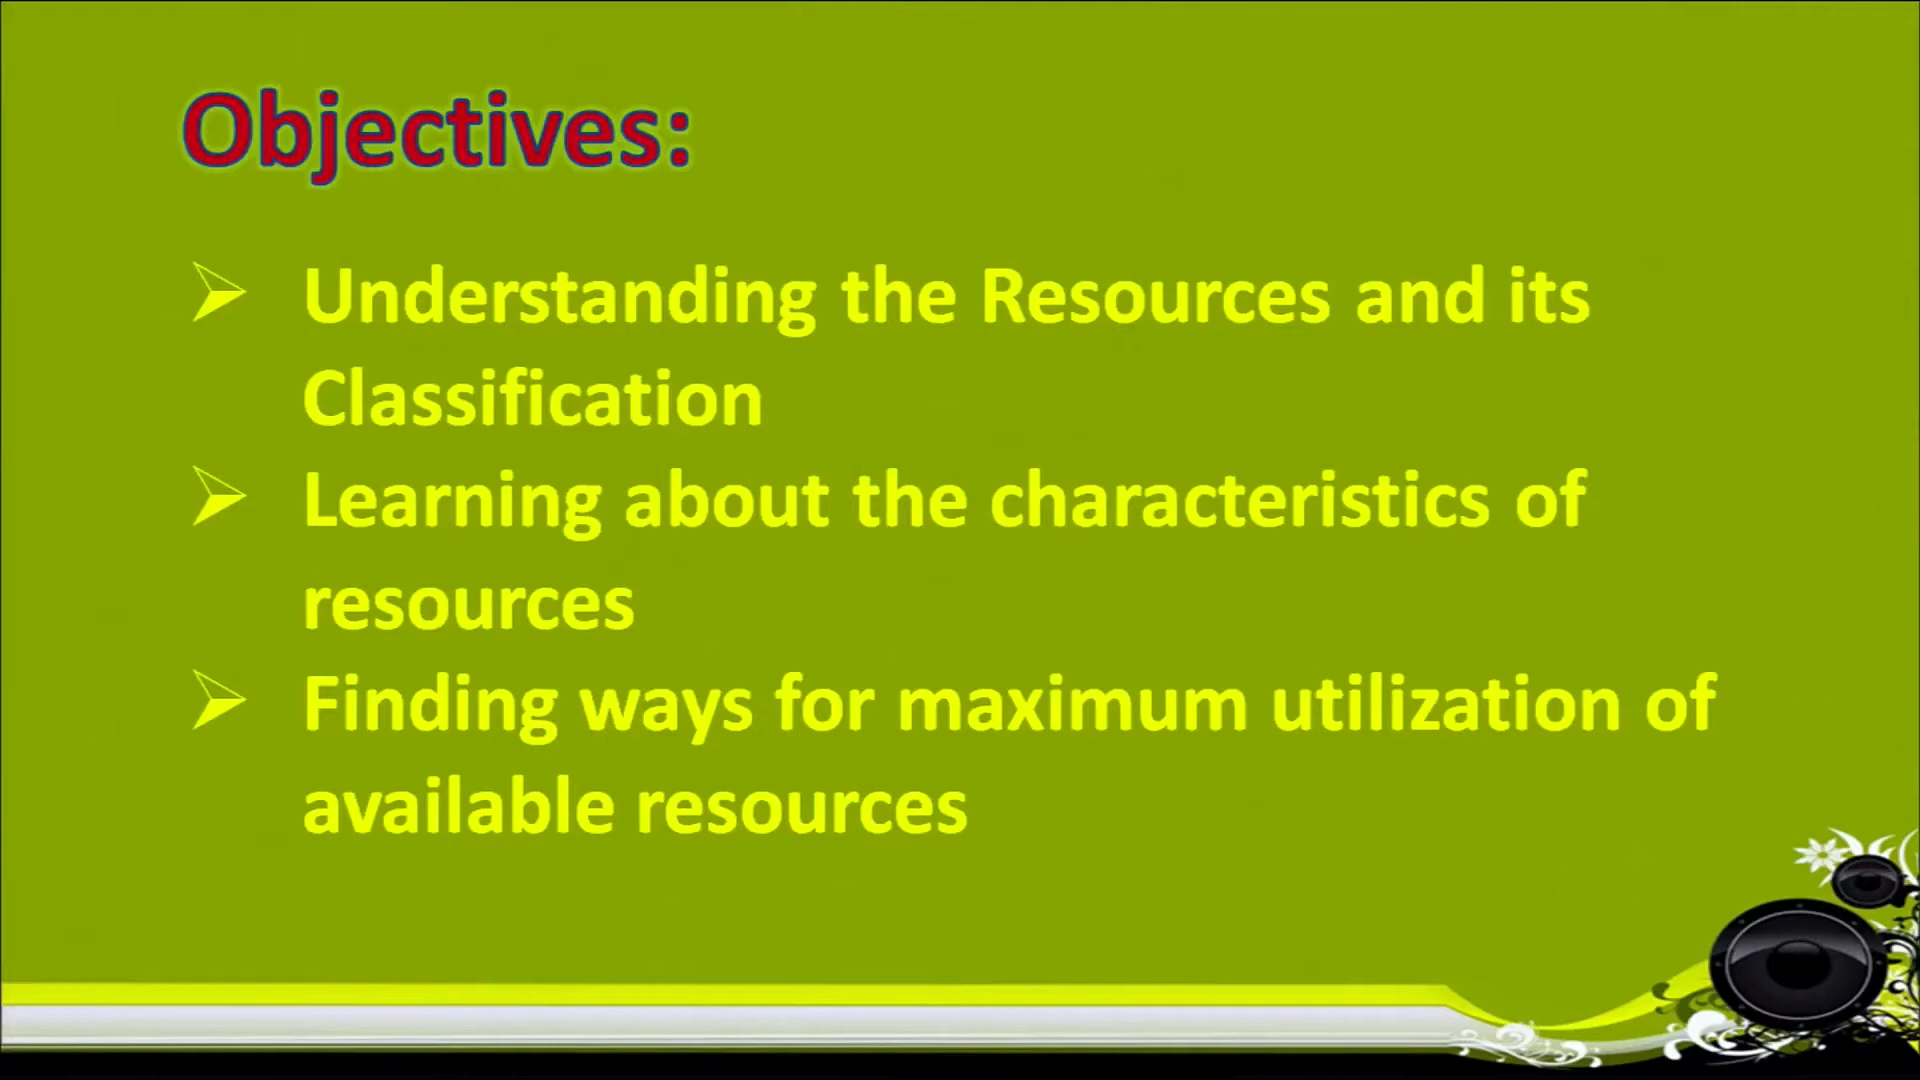 Objectives:
Understanding the Resources and its
Classification
Learning about the characteristics of
resources
Finding ways for maximum utilization of
available resources